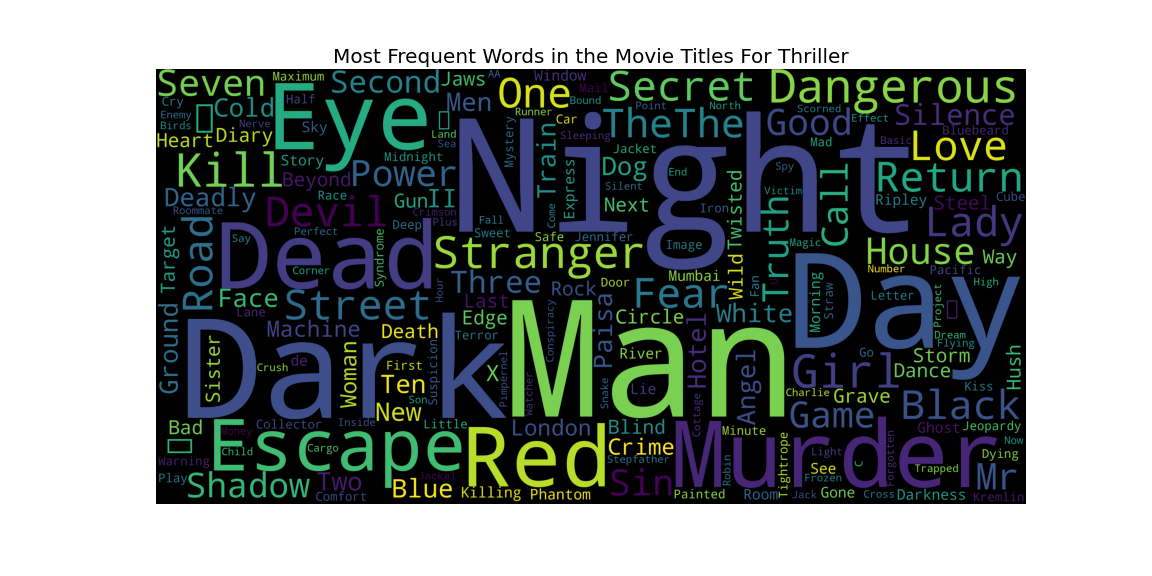 Most Frequent Words in the Movie Titles For Thriller
Seven
Maximum
Second
Jaws
AA
Window
One
Mail
Secret
Dangerous
Eye
Half
Men
Bound
Point
North
Cry
Enemy
Birds
Cold
Nerve
Sky
Land
Sea
Runner
Car
TheThe
Good
Effect
Silence
Bluebeard
Heart
Diary
Night
Mystery
Train
Sleeping
Jacket
Mad
Basic
Love
Kill
Story
Midnight
Beyond
Power
Express
Dog
Silent
End
Spy
Call
Return
Deadly
Roommate
Race
GunII
Crimson
Plus
Next
Iron
Twisted
Victim
Ripley
Steel
Cube
Devil
Deep
Fall
Sweet
Come
Safe
Jennifer
Image
Truth
Magic
Lady
Road
Say
Perfect
Corner
Dead
Syndrome
Stranger
Wild
House
Way
Target
Three
Rock
Door
Mumbai
Fan
Day
Number
Pacific
High
Face
Street
Hour
Last
Fear
Morning
Straw
Letter
Project
Lane
Machine
Death
Edge
Conspiracy
Paisa
Circle
White
Dream
Flying
Ground
Sister
Dark
Terror
Man
River
Hotel
Go
Storm
Dance
Hush
Crush
de
Woman
First
Ten
Suspicion
X
Pimpernel
Watcher
Snake
Lie
Cottage
Angel
Girl
Charlie
Grave
Kiss
New
Son
Little
London
Blind
Game
Black
Bad
Money
Collector
Inside
Child
Cargo
Escape
Red
Crime
Stepfather
Minute
Murder
Ghost
Jeopardy
Now
Dying
Warning
Play
Shadow
Two
Comfort
Jackal
Blue
Killing
Phantom
Sin
Painted
Robin
Room
Tightrope
Light
See
Frozen
Jack
Gone
C
Forgotten
Cross
Darkness
Trapped
Mr
Kremlin
Scorned